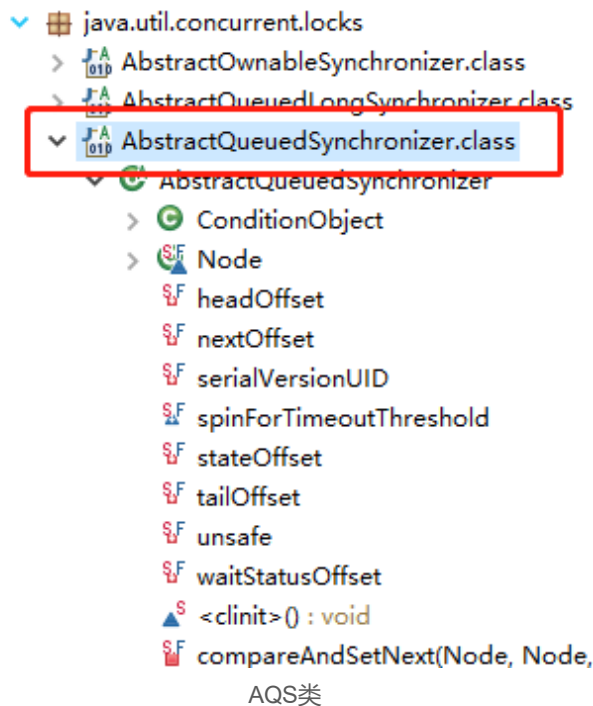 java.util.concurrent.locks
AbstractOwnableSynchronizer.class
AbstractQueuedLongSynchronizer.class
AbstractQueuedSynchronizer.class
AbstractQueuedSynchronizer
ConditionObject
Node
headOffset
nextOffset
serialVersionUID
spinForTimeoutThreshold
stateOffset
tailOffset
unsafe
waitStatusOffset
<clinit>() : void
compareAndSetNext(Node, Node,
AQS类